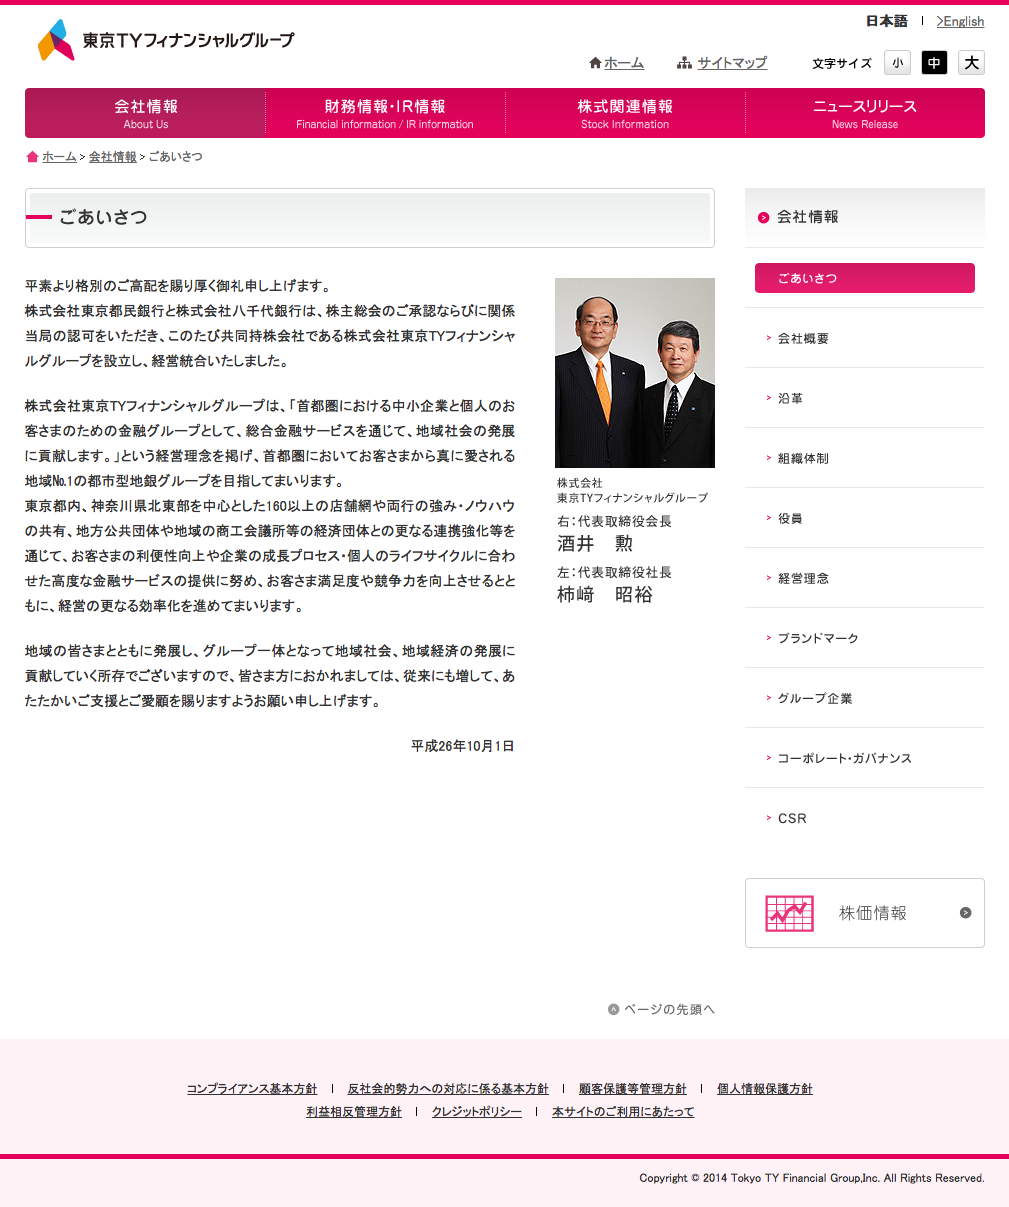 日本語
>English
東京TYフィナンシャルグループ
ホーム
サイトマップ
文字サイズ
小
中
大
会社情報
About Us
財務情報・IR情報
Financial information / IR information
株式関連情報
Stock Information
ニュースリリース
News Release
ホーム > 会社情報 > ごあいさつ
ごあいさつ
平素より格別のご高配を賜り厚く御礼申し上げます。
株式会社東京都民銀行と株式会社八千代銀行は、株主総会のご承認ならびに関係
当局の認可をいただき、このたび共同持株会社である株式会社東京TYフィナンシャ
ルグループを設立し、経営統合いたしました。
株式会社東京TYフィナンシャルグループは、「首都圏における中小企業と個人のお
客さまのための金融グループとして、総合金融サービスを通じて、地域社会の発展
に貢献します。」という経営理念を掲げ、首都圏においてお客さまから真に愛される
地域№1の都市型地銀グループを目指してまいります。
東京都内、神奈川県北東部を中心とした160以上の店舗網や両行の強み・ノウハウ
の共有、地方公共団体や地域の商工会議所等の経済団体との更なる連携強化等を
通じて、お客さまの利便性向上や企業の成長プロセス・個人のライフサイクルに合わ
せた高度な金融サービスの提供に努め、お客さま満足度や競争力を向上させるとと
もに、経営の更なる効率化を進めてまいります。
地域の皆さまとともに発展し、グループ一体となって地域社会、地域経済の発展に
貢献していく所存でございますので、皆さま方におかれましては、従来にも増して、あ
たたかいご支援とご愛顧を賜りますようお願い申し上げます。
平成26年10月1日
株式会社
東京TYフィナンシャルグループ
右：代表取締役会長
酒井　勲
左：代表取締役社長
柿﨑　昭裕
会社情報
ごあいさつ
会社概要
沿革
組織体制
役員
経営理念
ブランドマーク
グループ企業
コーポレート・ガバナンス
CSR
株価情報
ページの先頭へ
コンプライアンス基本方針
反社会的勢力への対応に係る基本方針
顧客保護等管理方針
個人情報保護方針
利益相反管理方針
クレジットポリシー
本サイトのご利用にあたって
Copyright © 2014 Tokyo TY Financial Group,Inc. All Rights Reserved.